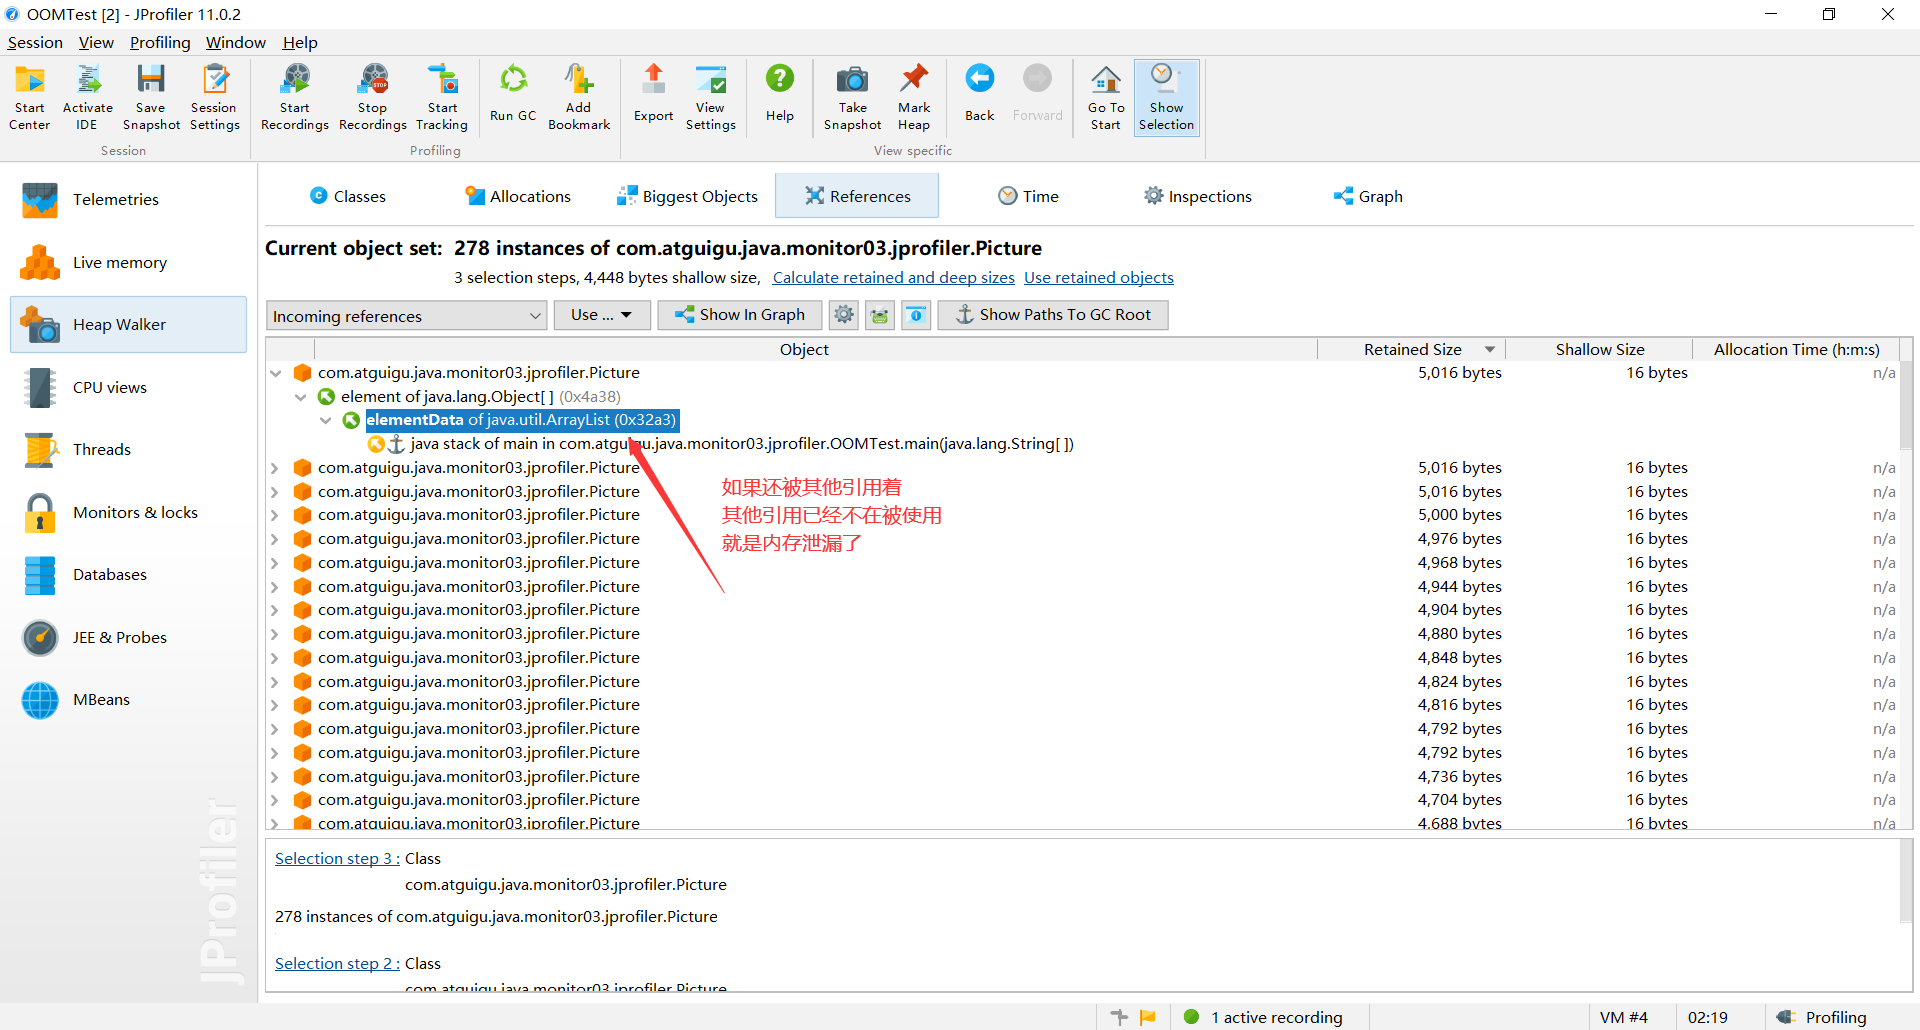 OOMTest [2] - JProfiler 11.0.2
Session View Profiling Window Help
Start Center
Activate IDE
Save Snapshot
Session Settings
Start Recordings
Stop Recordings
Start Tracking
Run GC
Add Bookmark
Export
View Settings
Help
Take Snapshot
Mark Heap
Back
Forward
Go To Start
Show Selection
Session
Profiling
View specific
Telemetries
Live memory
Heap Walker
CPU views
Threads
Monitors & locks
Databases
JEE & Probes
MBeans
JProfiler
Classes Allocations Biggest Objects References Time Inspections Graph
Current object set: 278 instances of com.atguigu.java.monitor03.jprofiler.Picture
3 selection steps, 4,448 bytes shallow size, Calculate retained and deep sizes Use retained objects
Incoming references Use ... Show In Graph Show Paths To GC Root
Object Retained Size Shallow Size Allocation Time (h:m:s)
com.atguigu.java.monitor03.jprofiler.Picture 5,016 bytes 16 bytes n/a
element of java.lang.Object[ ] (0x4a38)
elementData of java.util.ArrayList (0x32a3)
java stack of main in com.atguigu.java.monitor03.jprofiler.OOMTest.main(java.lang.String[ ])
com.atguigu.java.monitor03.jprofiler.Picture 5,016 bytes 16 bytes n/a
com.atguigu.java.monitor03.jprofiler.Picture 5,016 bytes 16 bytes n/a
com.atguigu.java.monitor03.jprofiler.Picture 5,000 bytes 16 bytes n/a
com.atguigu.java.monitor03.jprofiler.Picture 4,976 bytes 16 bytes n/a
com.atguigu.java.monitor03.jprofiler.Picture 4,968 bytes 16 bytes n/a
com.atguigu.java.monitor03.jprofiler.Picture 4,944 bytes 16 bytes n/a
com.atguigu.java.monitor03.jprofiler.Picture 4,904 bytes 16 bytes n/a
com.atguigu.java.monitor03.jprofiler.Picture 4,880 bytes 16 bytes n/a
com.atguigu.java.monitor03.jprofiler.Picture 4,848 bytes 16 bytes n/a
com.atguigu.java.monitor03.jprofiler.Picture 4,824 bytes 16 bytes n/a
com.atguigu.java.monitor03.jprofiler.Picture 4,816 bytes 16 bytes n/a
com.atguigu.java.monitor03.jprofiler.Picture 4,792 bytes 16 bytes n/a
com.atguigu.java.monitor03.jprofiler.Picture 4,792 bytes 16 bytes n/a
com.atguigu.java.monitor03.jprofiler.Picture 4,736 bytes 16 bytes n/a
com.atguigu.java.monitor03.jprofiler.Picture 4,704 bytes 16 bytes n/a
com.atguigu.java.monitor03.jprofiler.Picture 4,688 bytes 16 bytes n/a
如果还被其他引用着
其他引用已经不在被使用
就是内存泄漏了
Selection step 3 : Class
com.atguigu.java.monitor03.jprofiler.Picture
278 instances of com.atguigu.java.monitor03.jprofiler.Picture
Selection step 2 : Class
com.atguigu.java.monitor03.jprofiler.Picture
1 active recording VM #4 02:19 Profiling